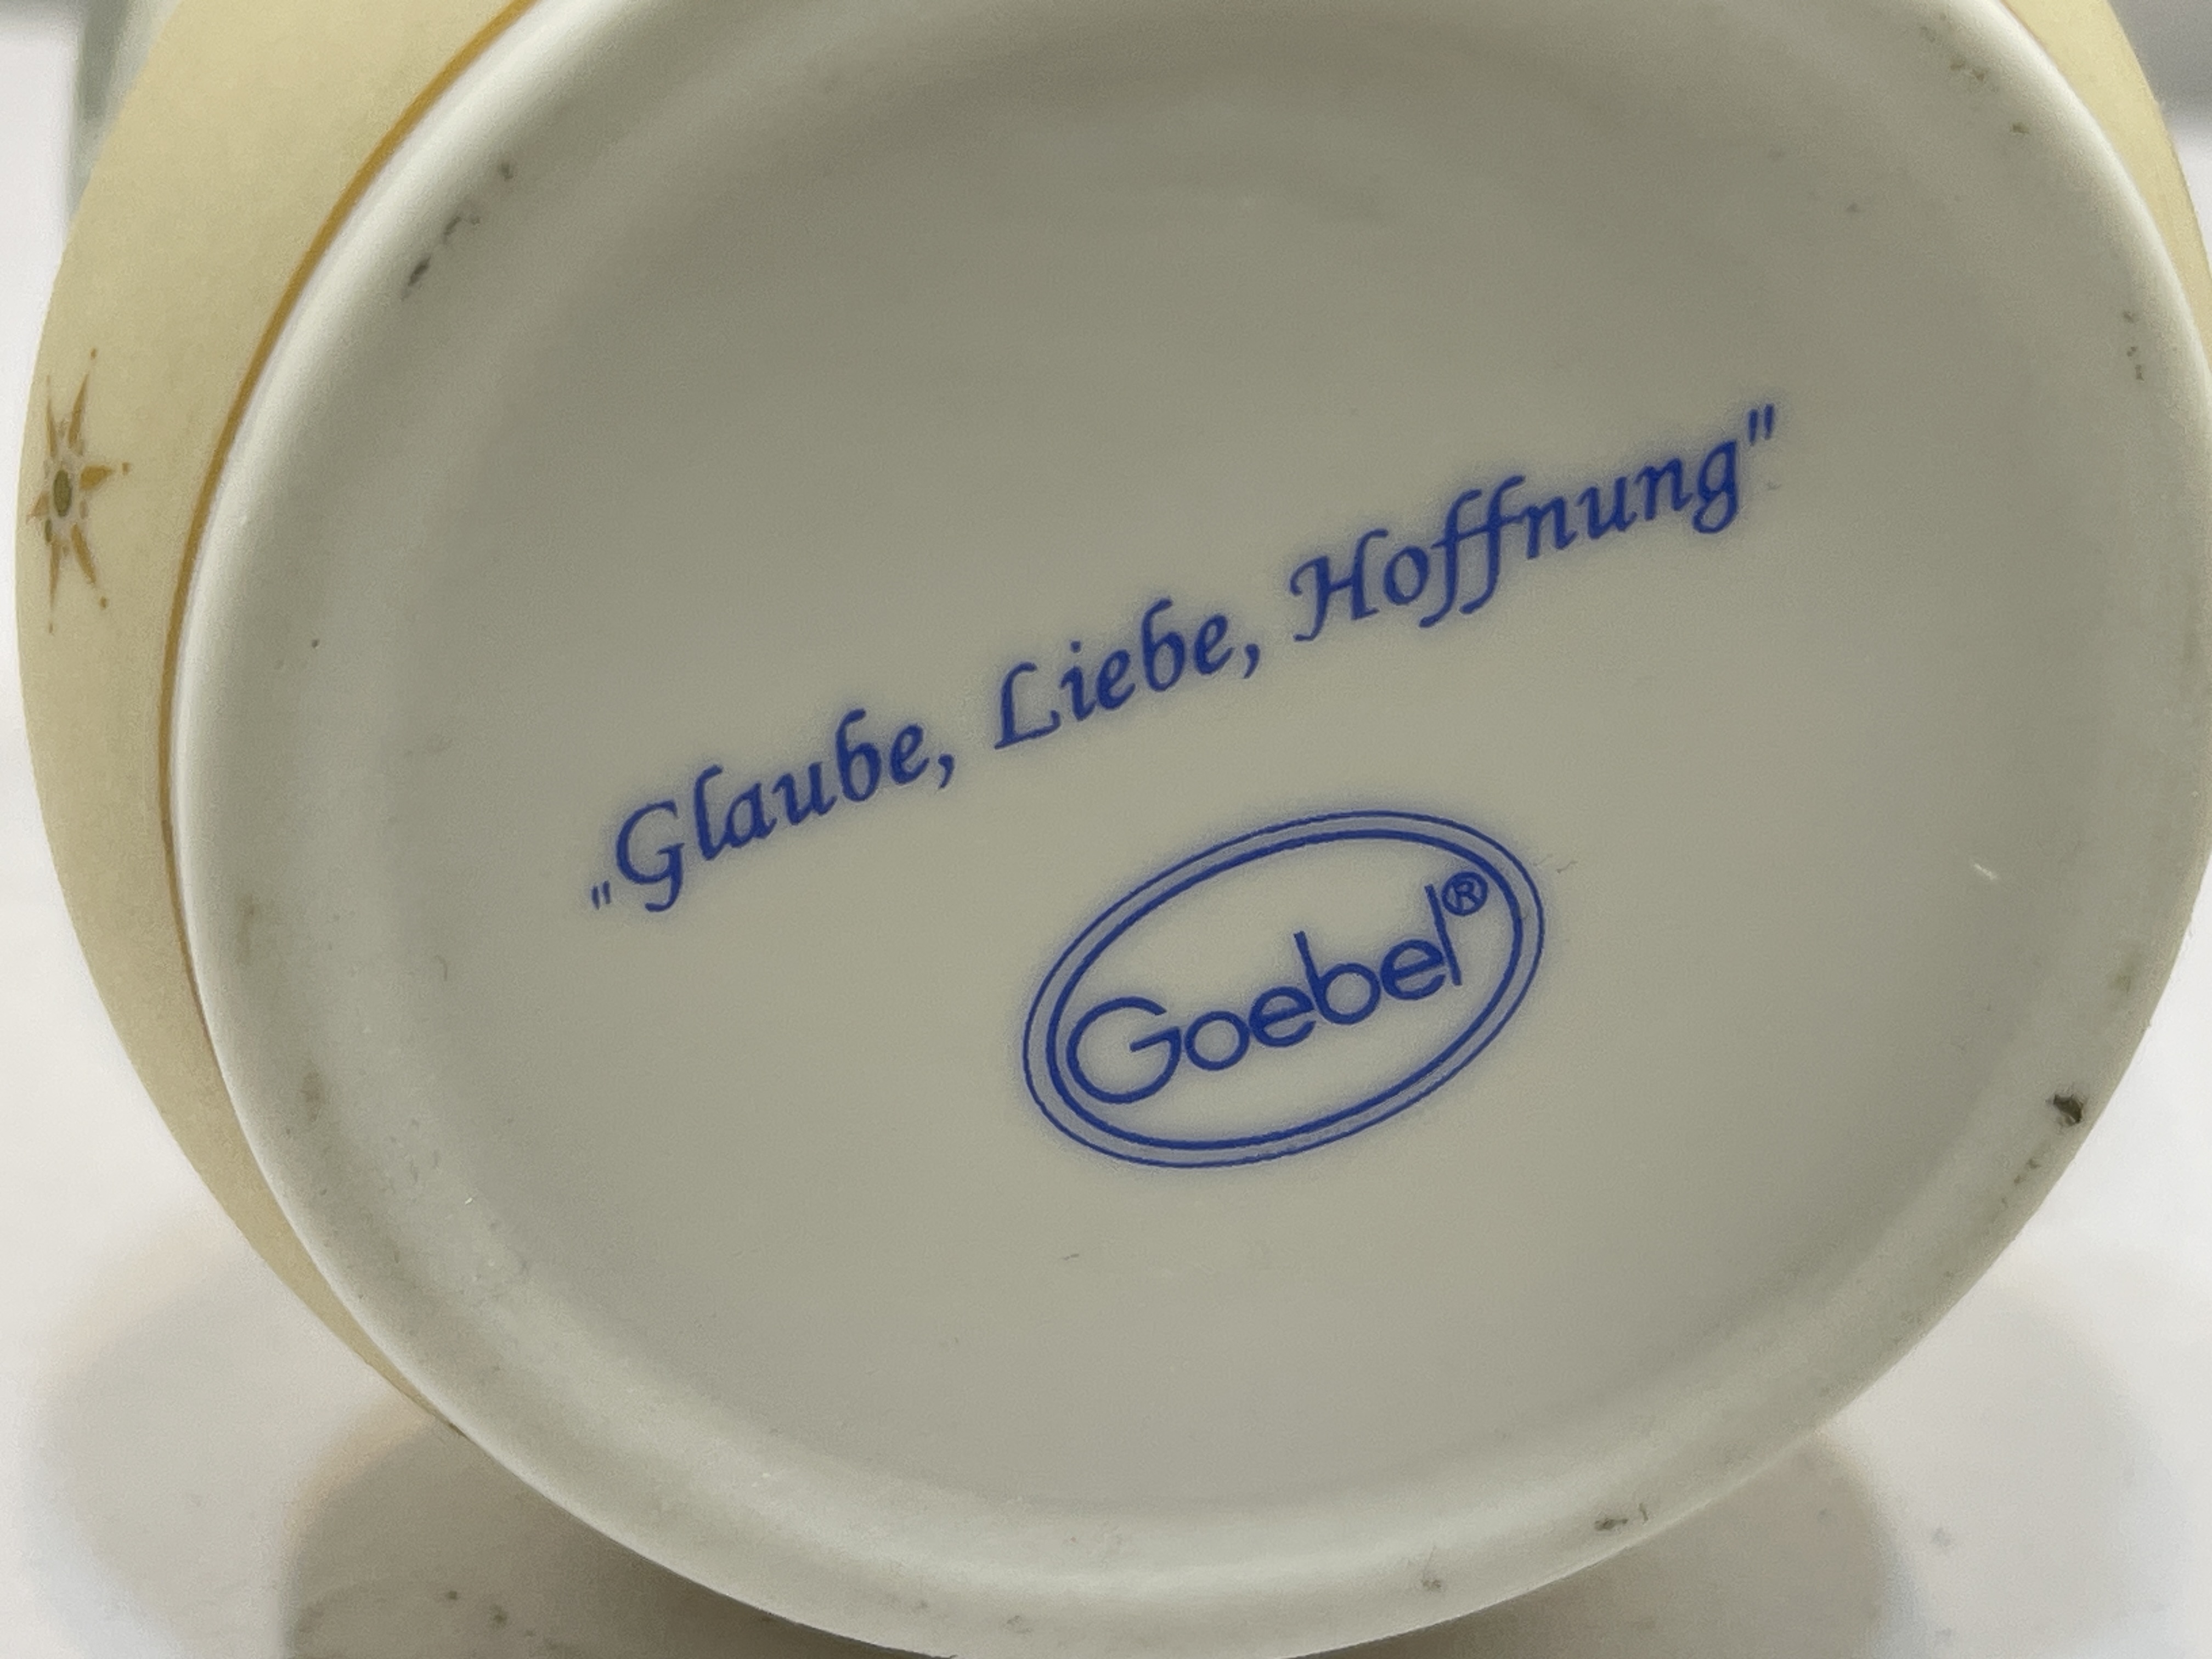 „Glaube, Liebe, Hoffnung"
Goebel®